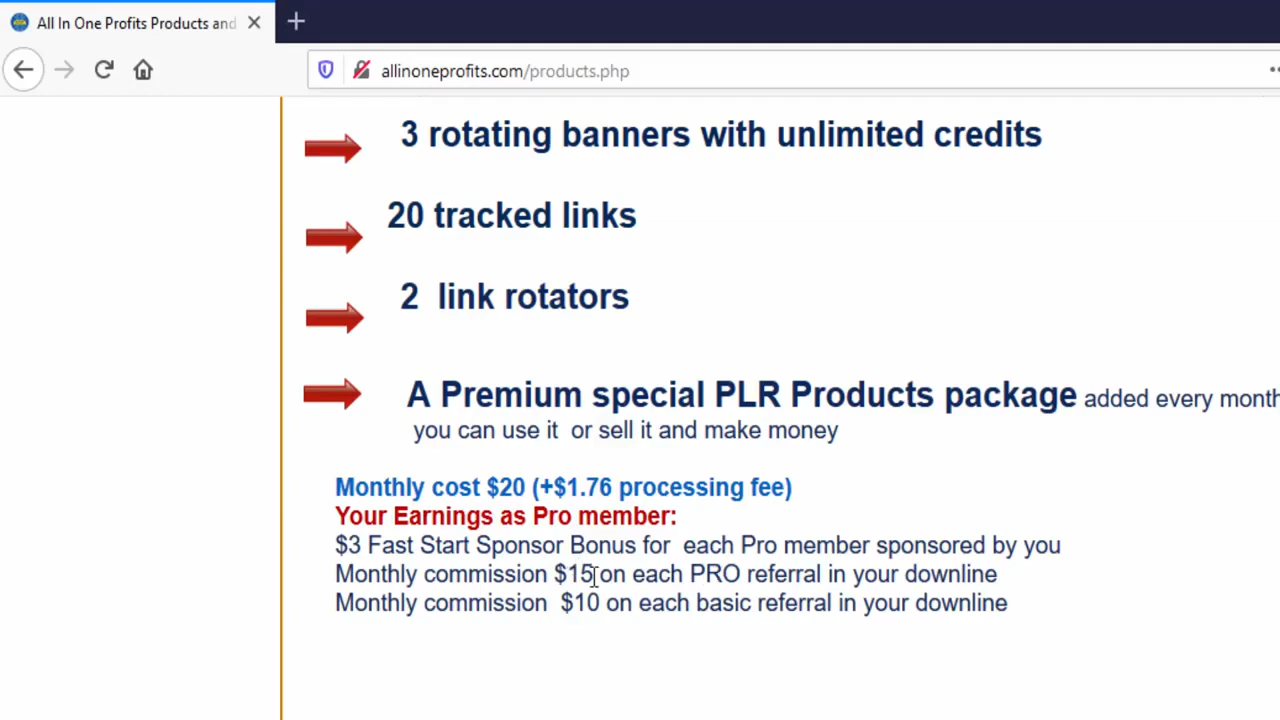 All In One Profits Products and
allinoneprofits.com/products.php
3 rotating banners with unlimited credits
20 tracked links
2 link rotators
A Premium special PLR Products package added every month
you can use it or sell it and make money
Monthly cost $20 (+$1.76 processing fee)
Your Earnings as Pro member:
$3 Fast Start Sponsor Bonus for each Pro member sponsored by you
Monthly commission $15 on each PRO referral in your downline
Monthly commission $10 on each basic referral in your downline